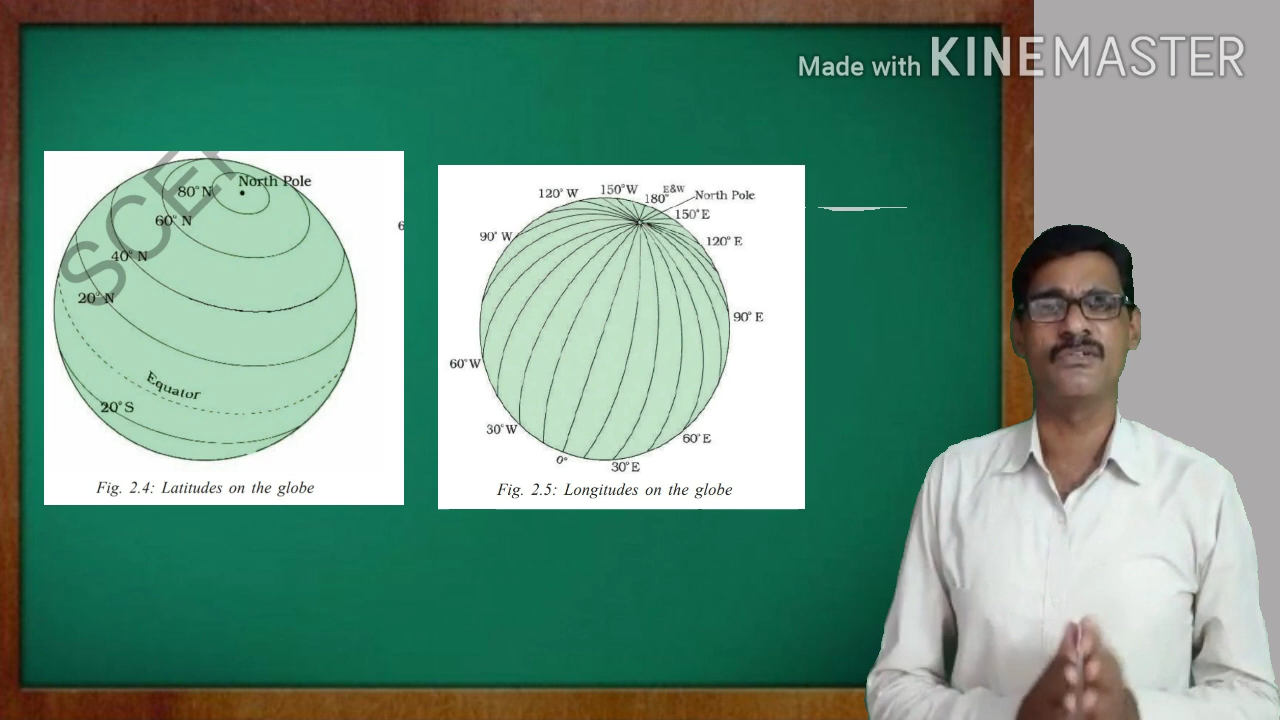 Made with KINEMASTER
SCE
North Pole
80° N
60° N
40° N
20° N
Equator
20° S
Fig. 2.4: Latitudes on the globe
6
120° W
150° W
180°
E&W
North Pole
150° E
120° E
90° W
90° E
60° W
30° W
0°
30° E
60° E
Fig. 2.5: Longitudes on the globe